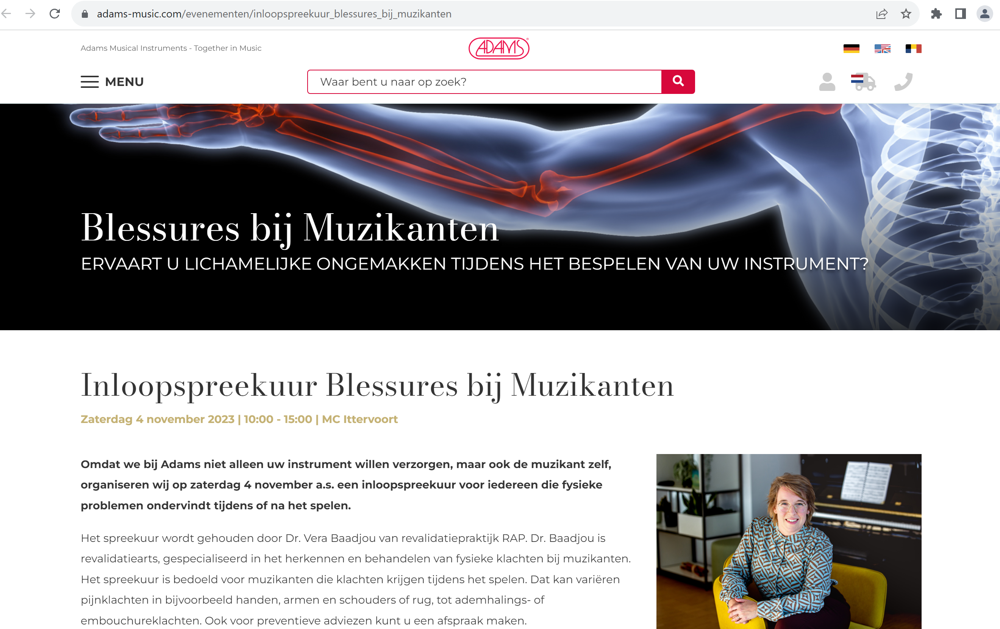 adams-music.com/evenementen/inloopspreekuur_blessures_bij_muzikanten
Adams Musical Instruments - Together in Music
ADAMS®
MENU
Waar bent u naar op zoek?
Blessures bij Muzikanten
ERVAART U LICHAMELIJKE ONGEMAKKEN TIJDENS HET BESPELEN VAN UW INSTRUMENT?
Inloopspreekuur Blessures bij Muzikanten
Zaterdag 4 november 2023 | 10:00 - 15:00 | MC Ittervoort
Omdat we bij Adams niet alleen uw instrument willen verzorgen, maar ook de muzikant zelf,
organiseren wij op zaterdag 4 november a.s. een inloopspreekuur voor iedereen die fysieke
problemen ondervindt tijdens of na het spelen.
Het spreekuur wordt gehouden door Dr. Vera Baadjou van revalidatiepraktijk RAP. Dr. Baadjou is
revalidatiearts, gespecialiseerd in het herkennen en behandelen van fysieke klachten bij muzikanten.
Het spreekuur is bedoeld voor muzikanten die klachten krijgen tijdens het spelen. Dat kan variëren
pijnklachten in bijvoorbeeld handen, armen en schouders of rug, tot ademhalings- of
embouchureklachten. Ook voor preventieve adviezen kunt u een afspraak maken.